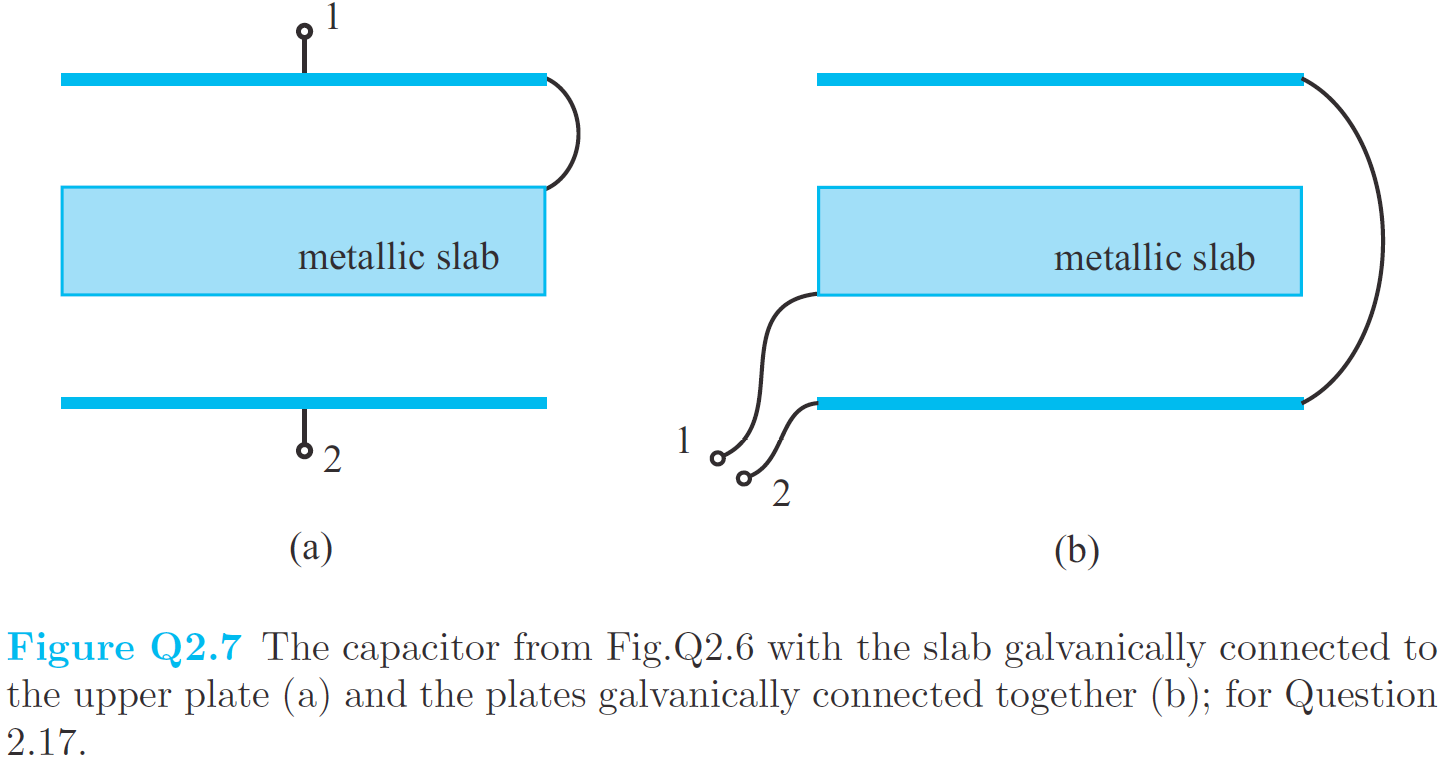 1
metallic slab
2
(a)
metallic slab
1
2
(b)
Figure Q2.7 The capacitor from Fig.Q2.6 with the slab galvanically connected to
the upper plate (a) and the plates galvanically connected together (b); for Question
2.17.